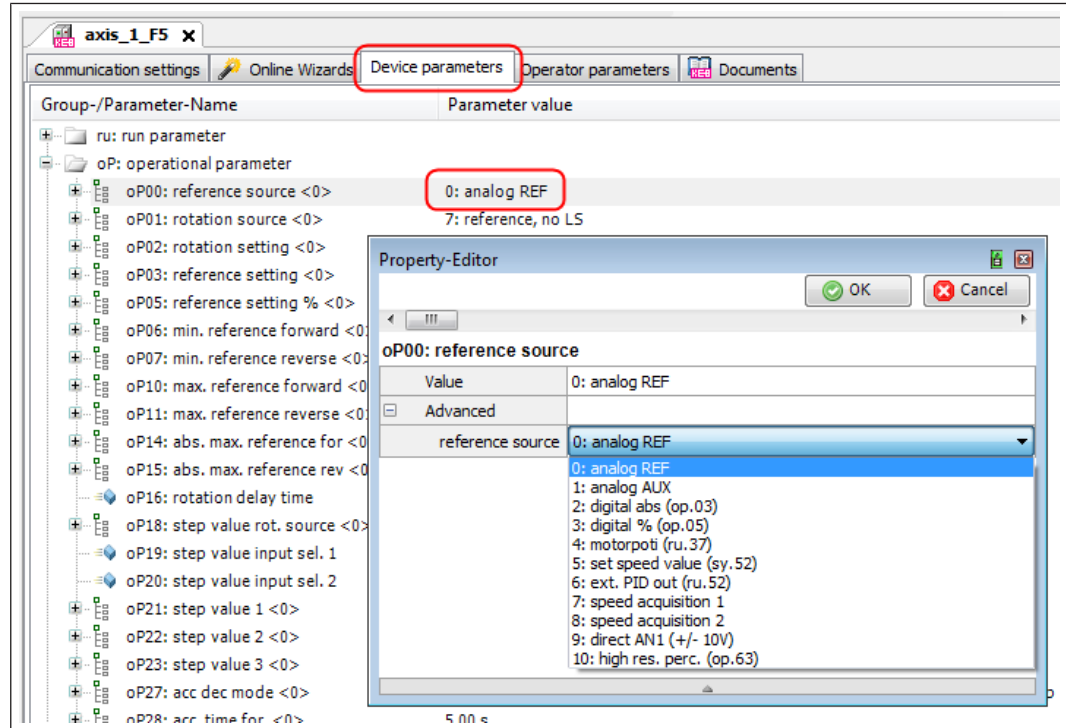 axis_1_F5 x
KEB
Communication settings Online Wizards Device parameters Operator parameters KEB Documents
Group-/Parameter-Name Parameter value
ru: run parameter
oP: operational parameter
oP00: reference source <0> 0: analog REF
oP01: rotation source <0> 7: reference, no LS
oP02: rotation setting <0>
oP03: reference setting <0>
oP05: reference setting % <0>
oP06: min. reference forward <0
oP07: min. reference reverse <0
oP10: max. reference forward <0
oP11: max. reference reverse <0
oP14: abs. max. reference for <0
oP15: abs. max. reference rev <0
oP16: rotation delay time
oP18: step value rot. source <0>
oP19: step value input sel. 1
oP20: step value input sel. 2
oP21: step value 1 <0>
oP22: step value 2 <0>
oP23: step value 3 <0>
oP27: acc dec mode <0>
oP28: acc. time for. <0> 5.00 s
Property-Editor
OK Cancel
oP00: reference source
Value 0: analog REF
Advanced
reference source 0: analog REF
0: analog REF
1: analog AUX
2: digital abs (op.03)
3: digital % (op.05)
4: motorpoti (ru.37)
5: set speed value (sy.52)
6: ext. PID out (ru.52)
7: speed acquisition 1
8: speed acquisition 2
9: direct AN1 (+/- 10V)
10: high res. perc. (op.63)